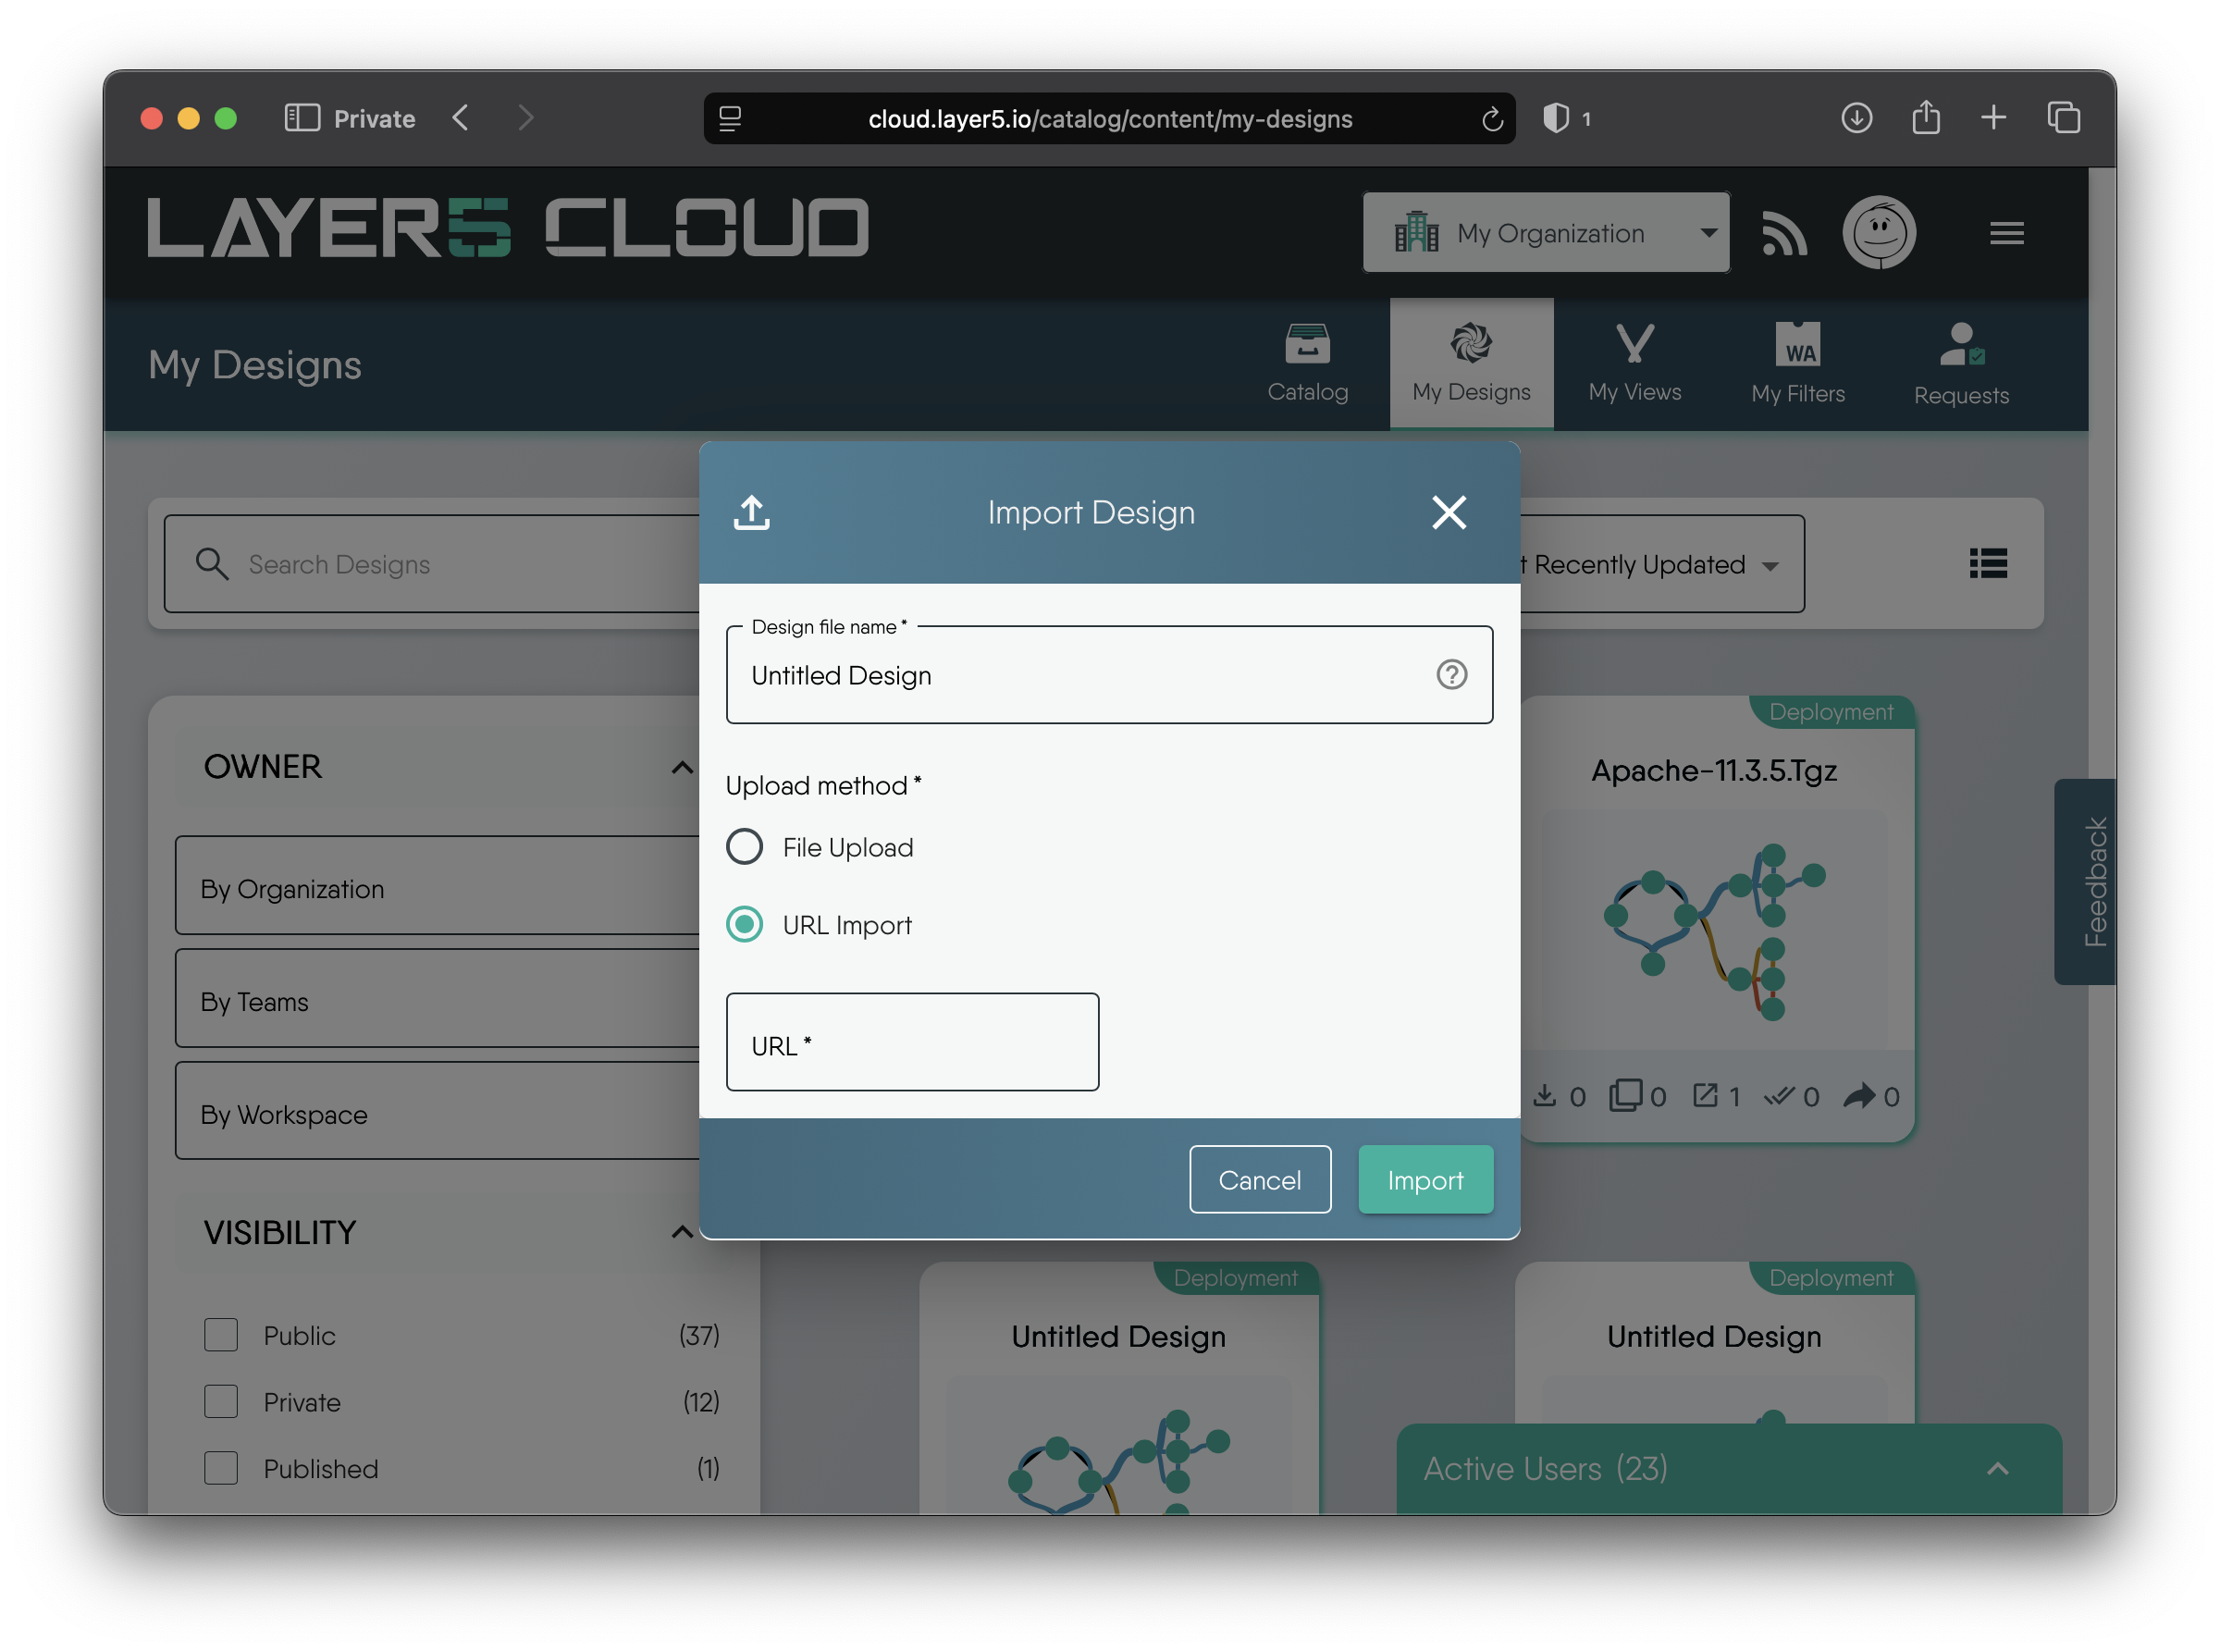 Private
cloud.layer5.io/catalog/content/my-designs
1
LAYER5 CLOUD
My Organization
My Designs
Catalog
My Designs
My Views
WA
My Filters
Requests
Import Design
Search Designs
t Recently Updated
Design file name *
Untitled Design
?
Upload method *
File Upload
URL Import
URL *
Cancel
Import
OWNER
By Organization
By Teams
By Workspace
VISIBILITY
Public (37)
Private (12)
Published (1)
Deployment
Apache-11.3.5.Tgz
0 0 1 0 0
Feedback
Deployment
Untitled Design
Deployment
Untitled Design
Active Users (23)